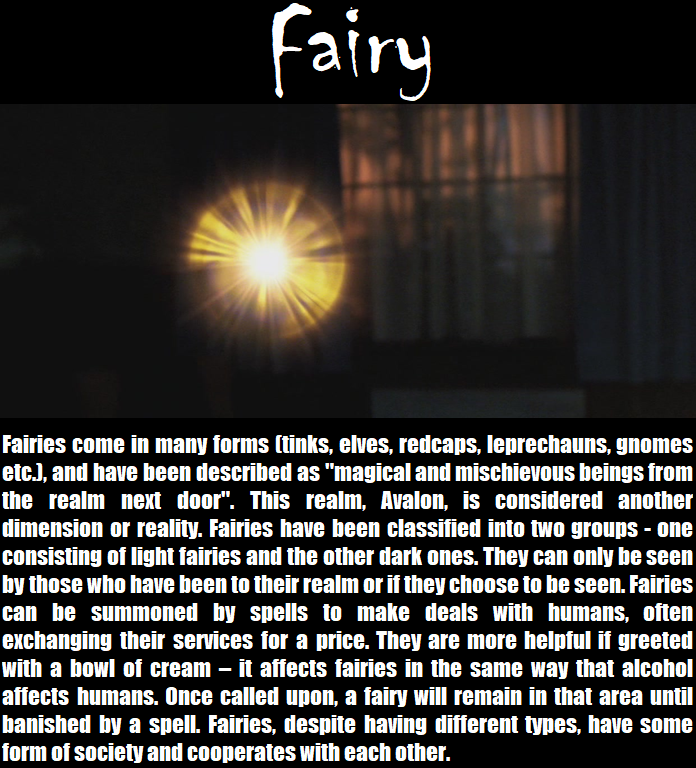 Fairy
Fairies come in many forms (tinks, elves, redcaps, leprechauns, gnomes
etc.), and have been described as "magical and mischievous beings from
the realm next door". This realm, Avalon, is considered another
dimension or reality. Fairies have been classified into two groups - one
consisting of light fairies and the other dark ones. They can only be seen
by those who have been to their realm or if they choose to be seen. Fairies
can be summoned by spells to make deals with humans, often
exchanging their services for a price. They are more helpful if greeted
with a bowl of cream – it affects fairies in the same way that alcohol
affects humans. Once called upon, a fairy will remain in that area until
banished by a spell. Fairies, despite having different types, have some
form of society and cooperates with each other.